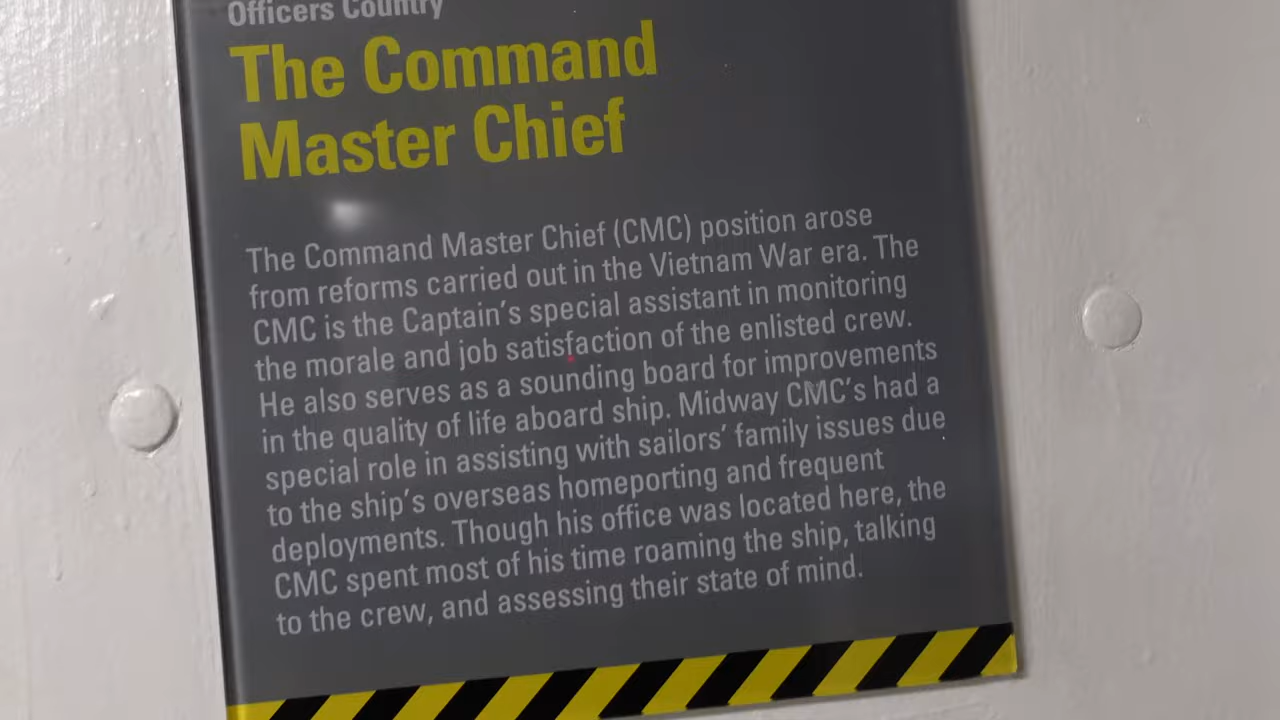 Officers Country
The Command
Master Chief
The Command Master Chief (CMC) position arose
from reforms carried out in the Vietnam War era. The
CMC is the Captain's special assistant in monitoring
the morale and job satisfaction of the enlisted crew.
He also serves as a sounding board for improvements
in the quality of life aboard ship. Midway CMC's had a
special role in assisting with sailors' family issues due
to the ship's overseas homeporting and frequent
deployments. Though his office was located here, the
CMC spent most of his time roaming the ship, talking
to the crew, and assessing their state of mind.